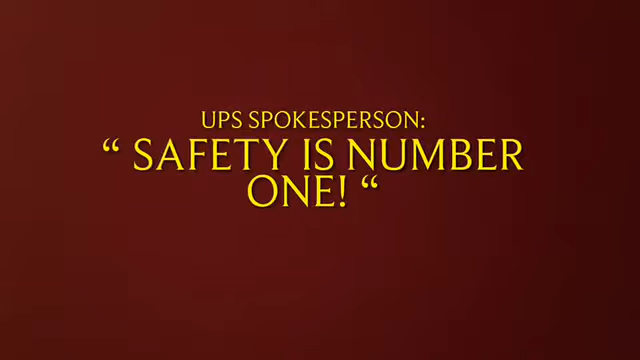 UPS SPOKESPERSON:
“ SAFETY IS NUMBER
ONE! “